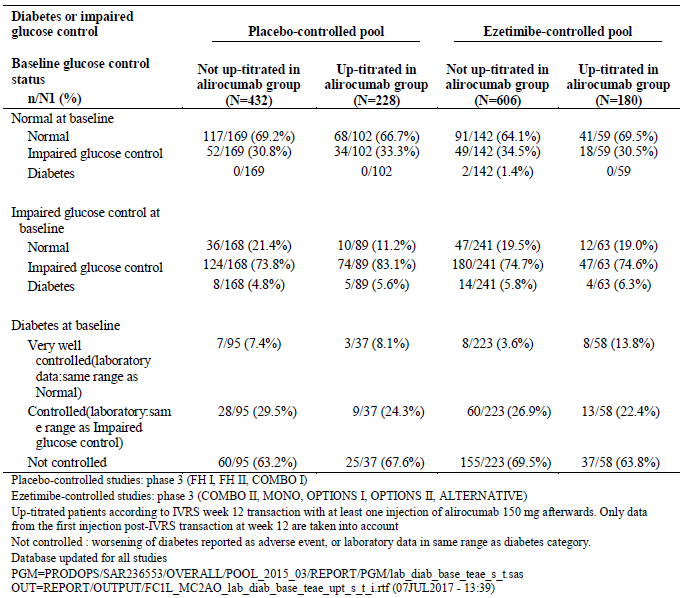 Diabetes or impaired
glucose control
Placebo-controlled pool
Ezetimibe-controlled pool
Baseline glucose control
status
n/N1 (%)
Not up-titrated in
alirocumab group
(N=432)
Up-titrated in
alirocumab group
(N=228)
Not up-titrated in
alirocumab group
(N=606)
Up-titrated in
alirocumab group
(N=180)
Normal at baseline
Normal 117/169 (69.2%) 68/102 (66.7%) 91/142 (64.1%) 41/59 (69.5%)
Impaired glucose control 52/169 (30.8%) 34/102 (33.3%) 49/142 (34.5%) 18/59 (30.5%)
Diabetes 0/169 0/102 2/142 (1.4%) 0/59
Impaired glucose control at
baseline
Normal 36/168 (21.4%) 10/89 (11.2%) 47/241 (19.5%) 12/63 (19.0%)
Impaired glucose control 124/168 (73.8%) 74/89 (83.1%) 180/241 (74.7%) 47/63 (74.6%)
Diabetes 8/168 (4.8%) 5/89 (5.6%) 14/241 (5.8%) 4/63 (6.3%)
Diabetes at baseline
Very well 7/95 (7.4%) 3/37 (8.1%) 8/223 (3.6%) 8/58 (13.8%)
controlled(laboratory
data:same range as
Normal)
Controlled(laboratory:sam 28/95 (29.5%) 9/37 (24.3%) 60/223 (26.9%) 13/58 (22.4%)
e range as Impaired
glucose control)
Not controlled 60/95 (63.2%) 25/37 (67.6%) 155/223 (69.5%) 37/58 (63.8%)
Placebo-controlled studies: phase 3 (FH I, FH II, COMBO I)
Ezetimibe-controlled studies: phase 3 (COMBO II, MONO, OPTIONS I, OPTIONS II, ALTERNATIVE)
Up-titrated patients according to IVRS week 12 transaction with at least one injection of alirocumab 150 mg afterwards. Only data
from the first injection post-IVRS transaction at week 12 are taken into account
Not controlled : worsening of diabetes reported as adverse event, or laboratory data in same range as diabetes category.
Database updated for all studies
PGM=PRODOPS/SAR236553/OVERALL/POOL_2015_03/REPORT/PGM/lab_diab_base_teae_s_t.sas
OUT=REPORT/OUTPUT/FC1L_MC2AO_lab_diab_base_teae_upt_s_t_i.rtf (07JUL2017 - 13:39)